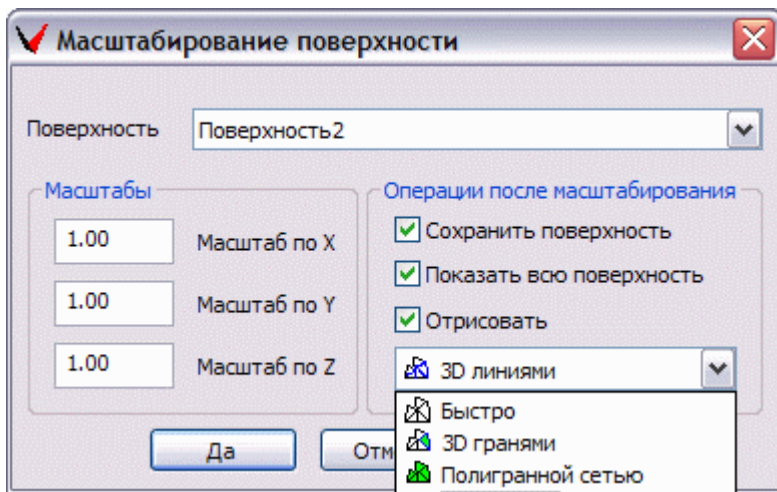 Масштабирование поверхности
Поверхность Поверхность2
Масштабы
1.00 Масштаб по X
1.00 Масштаб по Y
1.00 Масштаб по Z
Операции после масштабирования
Сохранить поверхность
Показать всю поверхность
Отрисовать
3D линиями
Быстро
3D гранями
Полигранной сетью
Да